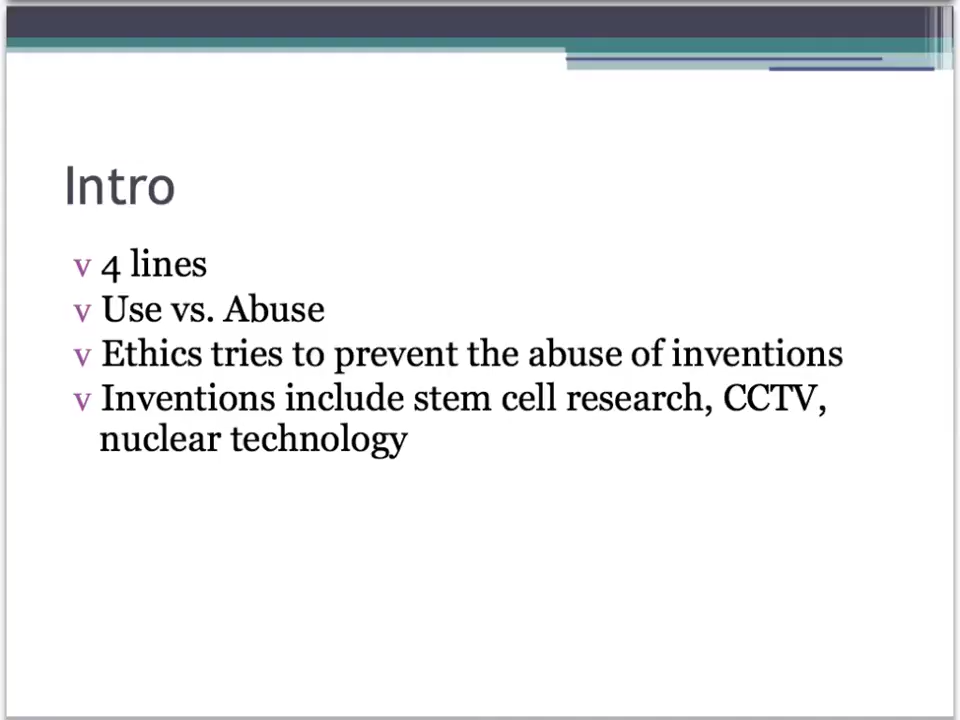 Intro
v 4 lines
v Use vs. Abuse
v Ethics tries to prevent the abuse of inventions
v Inventions include stem cell research, CCTV,
nuclear technology